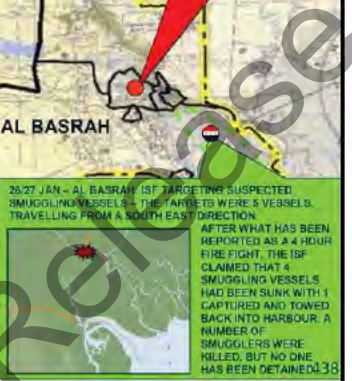 AL BASRAH
26/27 JAN – AL BASRAH: ISF TARGETING SUSPECTED
SMUGGLING VESSELS – THE TARGETS WERE 5 VESSELS,
TRAVELLING FROM A SOUTH EAST DIRECTION
AFTER WHAT HAS BEEN
REPORTED AS A 4 HOUR
FIRE FIGHT, THE ISF
CLAIMED THAT 4
SMUGGLING VESSELS
HAD BEEN SUNK WITH 1
CAPTURED AND TOWED
BACK INTO HARBOUR. A
NUMBER OF
SMUGGLERS WERE
KILLED, BUT NO ONE
HAS BEEN DETAINED438
Release